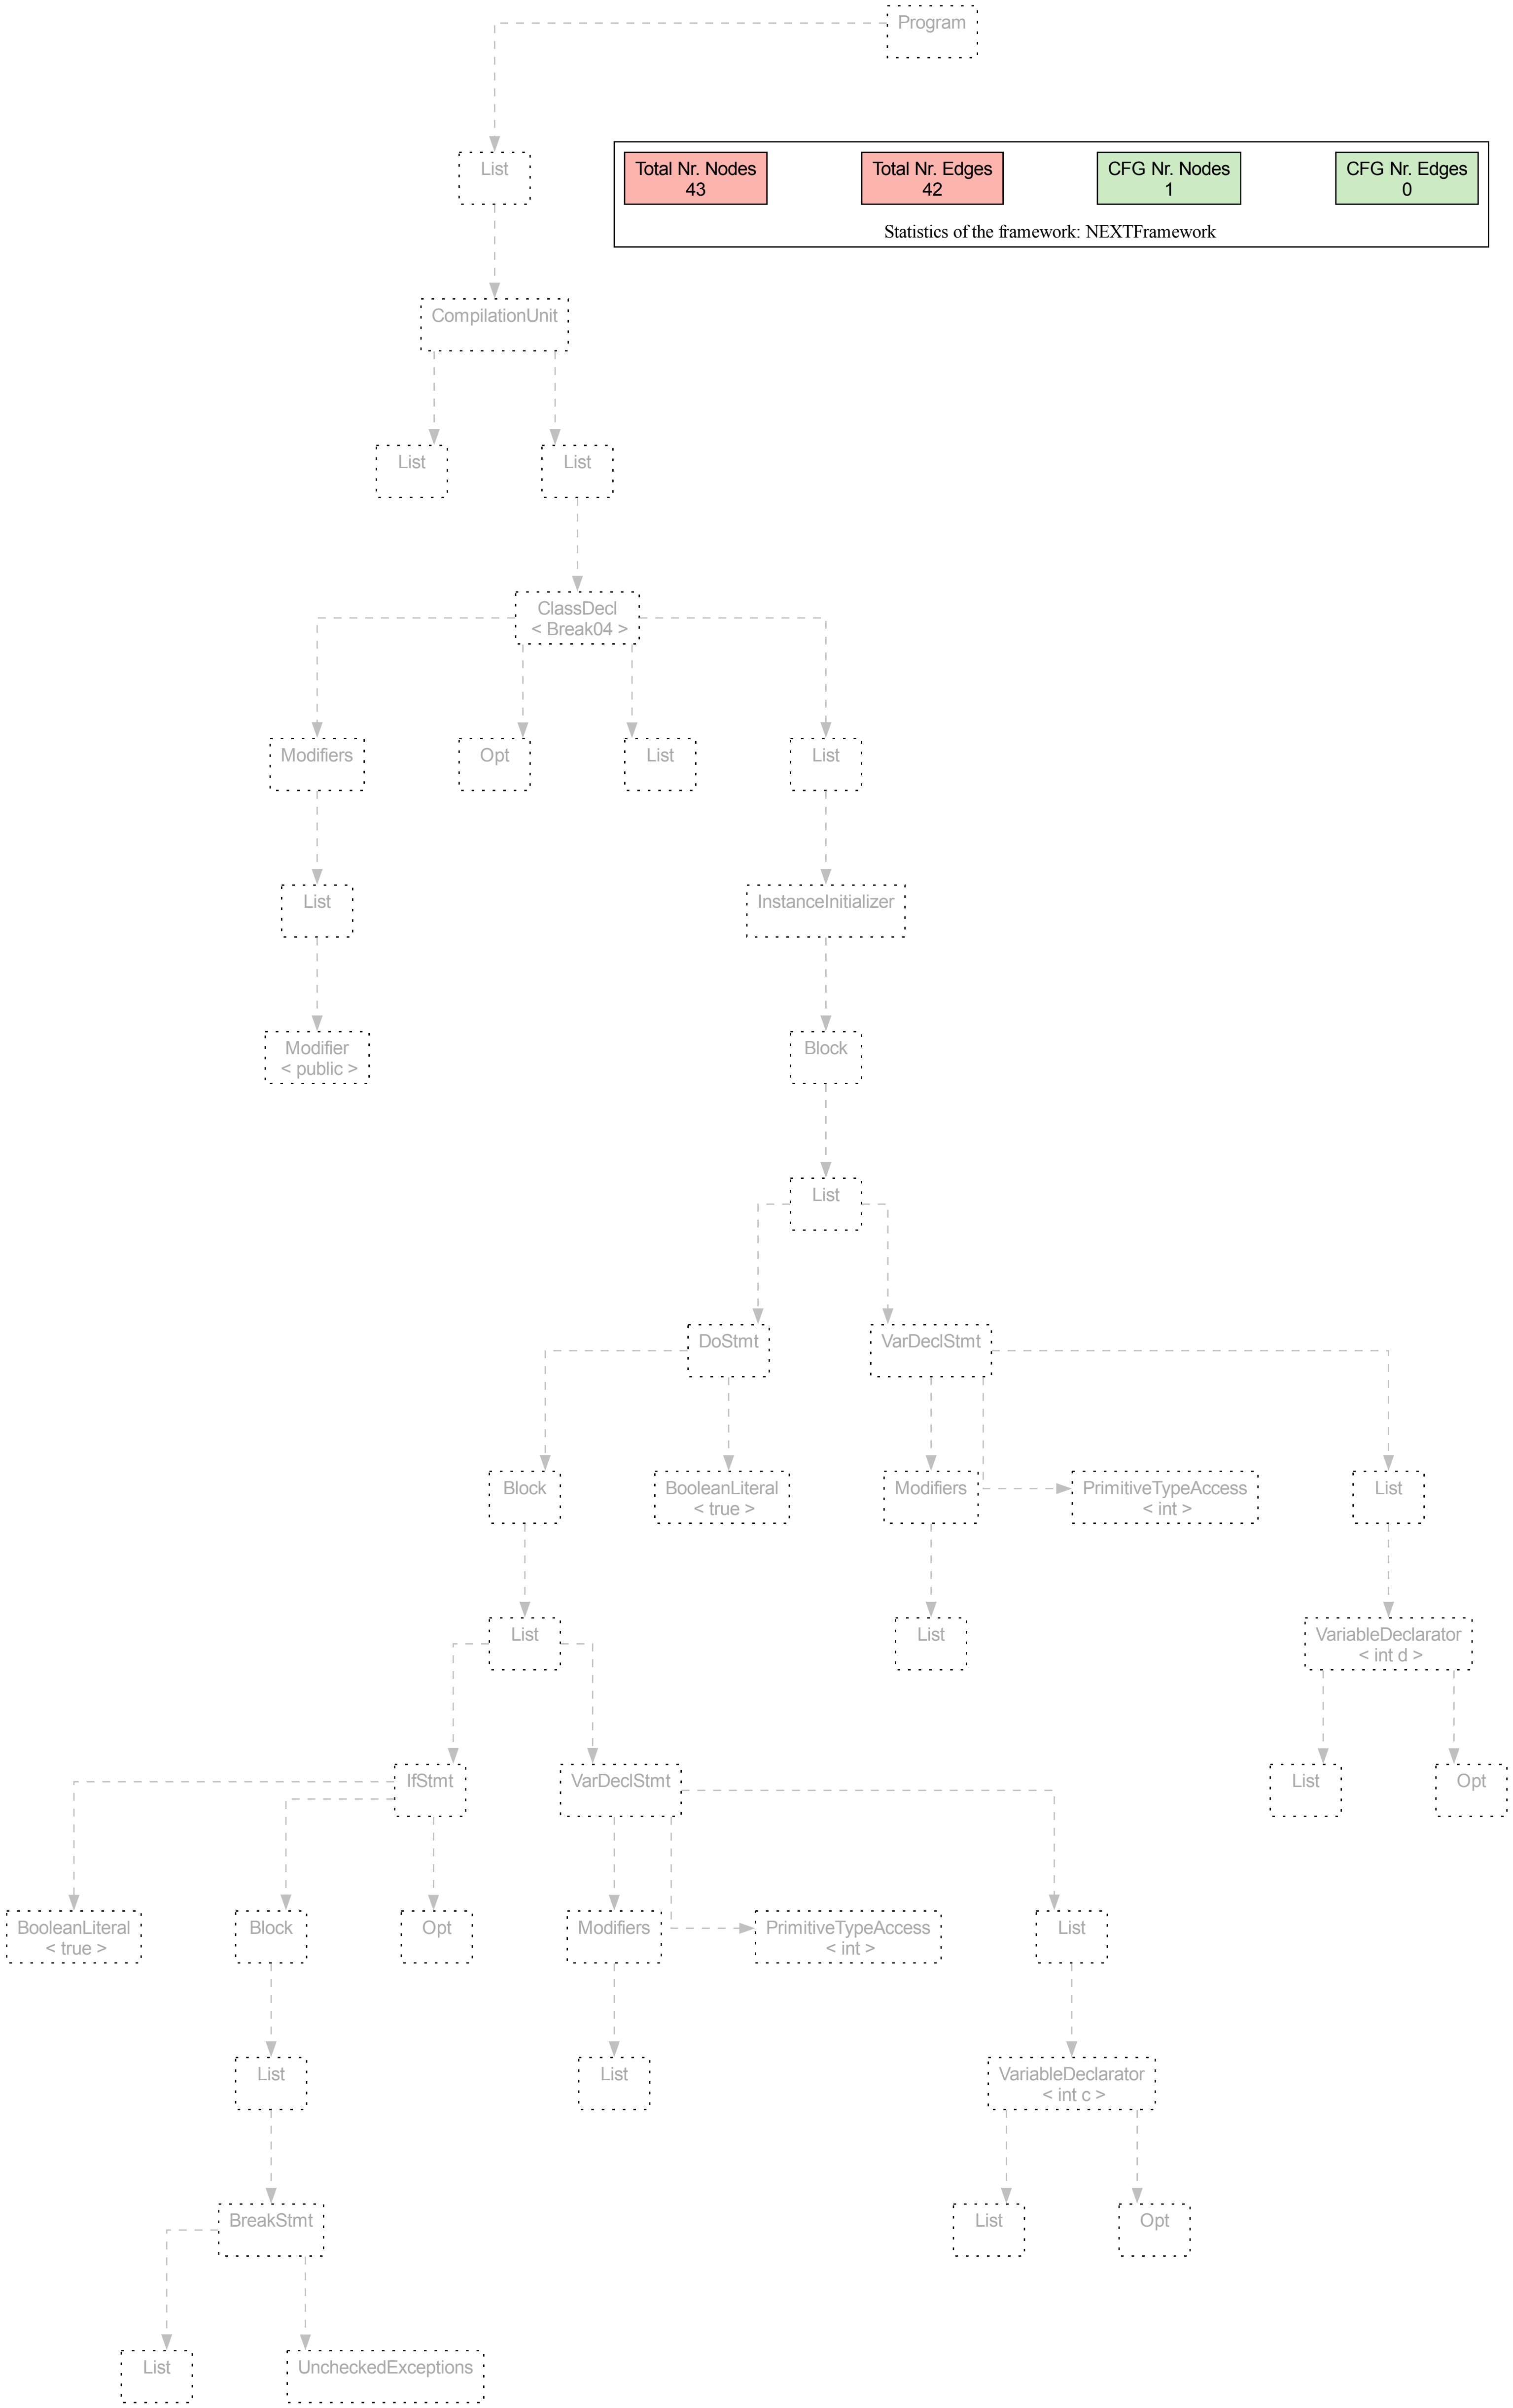 Program
List
Total Nr. Nodes
43
Total Nr. Edges
42
CFG Nr. Nodes
1
CFG Nr. Edges
0
Statistics of the framework: NEXTFramework
CompilationUnit
List
List
ClassDecl
< Break04 >
Modifiers
Opt
List
List
List
InstanceInitializer
Modifier
< public >
Block
List
DoStmt
VarDeclStmt
Block
BooleanLiteral
< true >
Modifiers
PrimitiveTypeAccess
< int >
List
List
List
VariableDeclarator
< int d >
IfStmt
VarDeclStmt
List
Opt
BooleanLiteral
< true >
Block
Opt
Modifiers
PrimitiveTypeAccess
< int >
List
List
List
VariableDeclarator
< int c >
BreakStmt
List
Opt
List
UncheckedExceptions